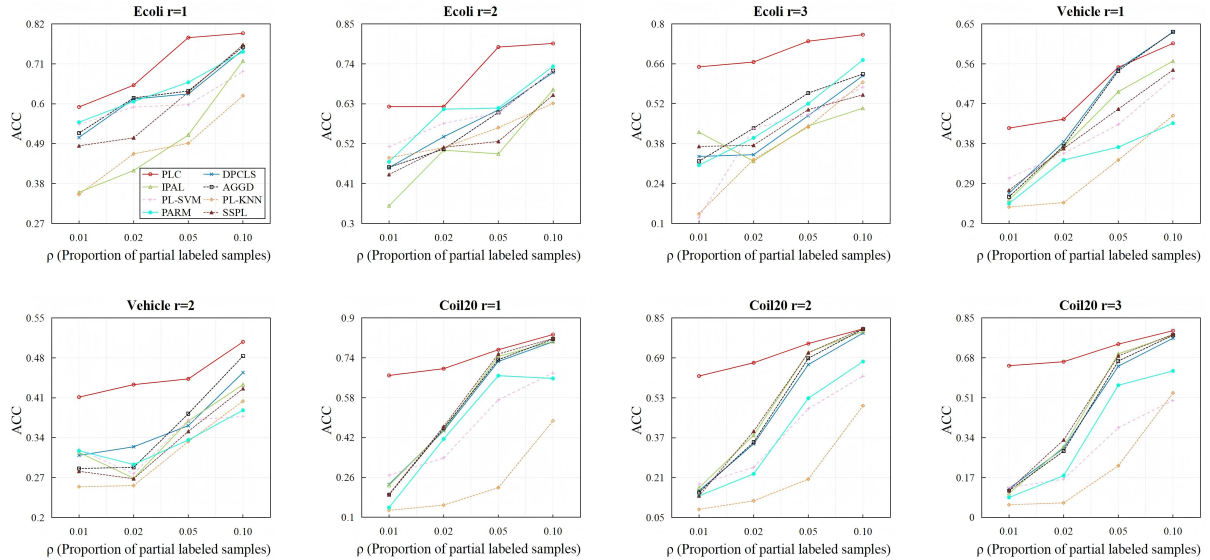 Ecoli r=1
0.82
0.71
0.6
0.49
0.38
0.27
ACC
PLC
DPCLS
IPAL
AGGD
PL-SVM
PL-KNN
PARM
SSPL
0.01 0.02 0.05 0.10
ρ (Proportion of partial labeled samples)
Ecoli r=2
0.85
0.74
0.63
0.52
0.41
0.3
ACC
0.01 0.02 0.05 0.10
ρ (Proportion of partial labeled samples)
Ecoli r=3
0.8
0.66
0.52
0.38
0.24
0.1
ACC
0.01 0.02 0.05 0.10
ρ (Proportion of partial labeled samples)
Vehicle r=1
0.65
0.56
0.47
0.38
0.29
0.2
ACC
0.01 0.02 0.05 0.10
ρ (Proportion of partial labeled samples)
Vehicle r=2
0.55
0.48
0.41
0.34
0.27
0.2
ACC
0.01 0.02 0.05 0.10
ρ (Proportion of partial labeled samples)
Coil20 r=1
0.9
0.74
0.58
0.42
0.26
0.1
ACC
0.01 0.02 0.05 0.10
ρ (Proportion of partial labeled samples)
Coil20 r=2
0.85
0.69
0.53
0.37
0.21
0.05
ACC
0.01 0.02 0.05 0.10
ρ (Proportion of partial labeled samples)
Coil20 r=3
0.85
0.68
0.51
0.34
0.17
0
ACC
0.01 0.02 0.05 0.10
ρ (Proportion of partial labeled samples)